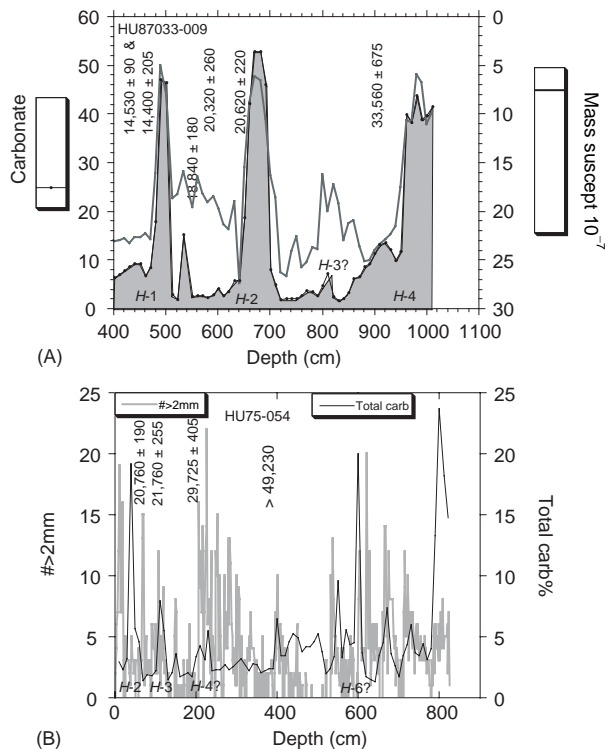 HU87033-009
60
50
40
30
20
10
0
Carbonate
14,530 ± 90 &
14,400 ± 205
18,840 ± 180
20,320 ± 260
20,620 ± 220
33,560 ± 675
0
5
10
15
20
25
30
Mass suscept 10⁻⁷
H-1
H-2
H-3?
H-4
400 500 600 700 800 900 1000 1100
(A)
Depth (cm)
25
20
15
10
5
0
#>2mm
#>2mm
HU75-054
Total carb
20,760 ± 190
21,760 ± 255
29,725 ± 405
> 49,230
25
20
15
10
5
0
Total carb%
H-2
H-3
H-4?
H-6?
0 200 400 600 800
(B)
Depth (cm)